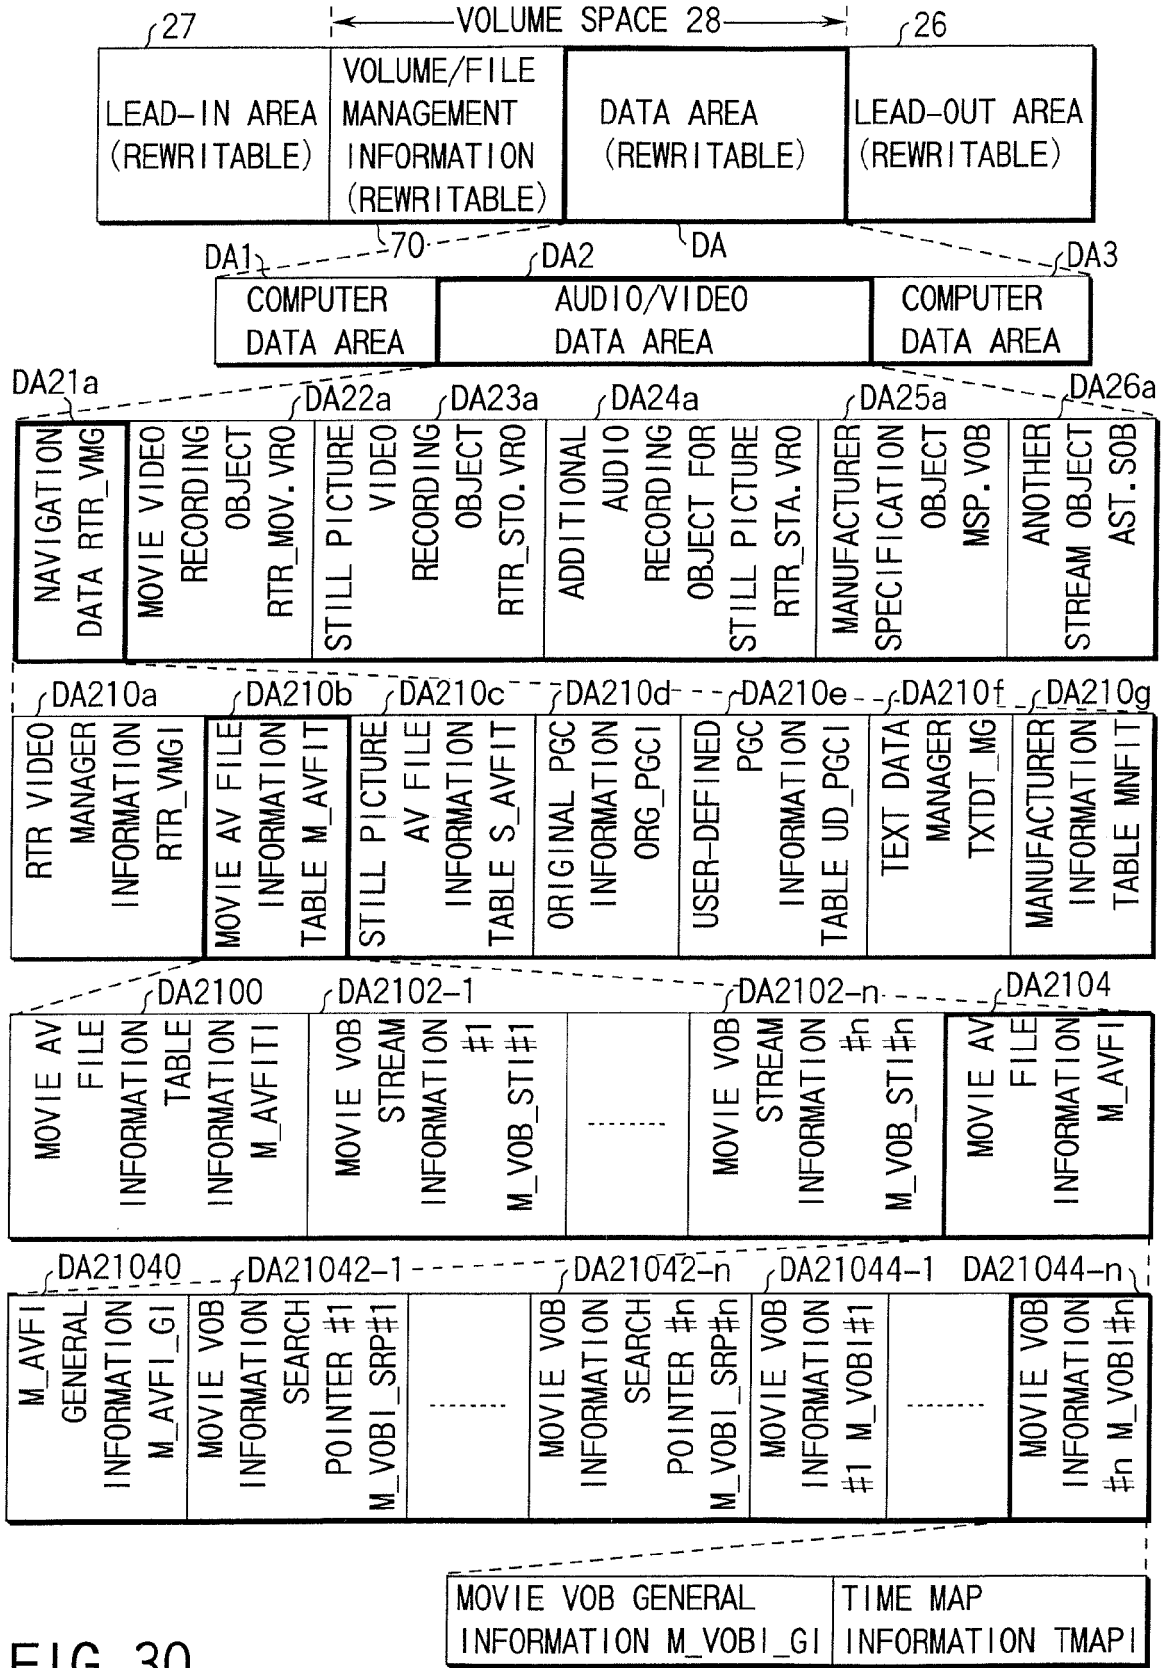 27
VOLUME SPACE 28
26
LEAD-IN AREA
(REWRITABLE)
VOLUME/FILE
MANAGEMENT
INFORMATION
(REWRITABLE)
DATA AREA
(REWRITABLE)
LEAD-OUT AREA
(REWRITABLE)
70
DA
DA1
DA2
DA3
COMPUTER
DATA AREA
AUDIO/VIDEO
DATA AREA
COMPUTER
DATA AREA
DA21a
DA22a
DA23a
DA24a
DA25a
DA26a
NAVIGATION
DATA RTR_VMG
MOVIE VIDEO
RECORDING
OBJECT
RTR_MOV.VRO
STILL PICTURE
VIDEO
RECORDING
OBJECT
RTR_STO.VRO
ADDITIONAL
AUDIO
RECORDING
OBJECT FOR
STILL PICTURE
RTR_STA.VRO
MANUFACTURER
SPECIFICATION
OBJECT
MSP.VOB
ANOTHER
STREAM OBJECT
AST.SOB
DA210a
DA210b
DA210c
DA210d
DA210e
DA210f
DA210g
RTR VIDEO
MANAGER
INFORMATION
RTR_VMGI
MOVIE AV FILE
INFORMATION
TABLE M_AVFIT
STILL PICTURE
AV FILE
INFORMATION
TABLE S_AVFIT
ORIGINAL PGC
INFORMATION
ORG_PGCI
USER-DEFINED
PGC
INFORMATION
TABLE UD_PGCI
TEXT DATA
MANAGER
TXTDT_MG
MANUFACTURER
INFORMATION
TABLE MNFIT
DA2100
DA2102-1
DA2102-n
DA2104
MOVIE AV
FILE
INFORMATION
TABLE
INFORMATION
M_AVFITI
MOVIE VOB
STREAM
INFORMATION
#1
M_VOB_STI#1
MOVIE VOB
STREAM
INFORMATION
#n
M_VOB_STI#n
MOVIE AV
FILE
INFORMATION
M_AVFI
DA21040
DA21042-1
DA21042-n
DA21044-1
DA21044-n
M_AVFI
GENERAL
INFORMATION
M_AVFI_GI
MOVIE VOB
INFORMATION
SEARCH
POINTER #1
M_VOBI_SRP#1
MOVIE VOB
INFORMATION
SEARCH
POINTER #n
M_VOBI_SRP#n
MOVIE VOB
INFORMATION
#1 M_VOBI#1
MOVIE VOB
INFORMATION
#n M_VOBI#n
MOVIE VOB GENERAL
INFORMATION M_VOBI_GI
TIME MAP
INFORMATION TMAPI
FIG. 30